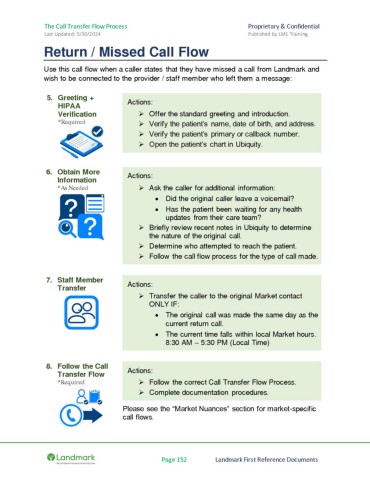 The Call Transfer Flow Process Proprietary & Confidential
Last Updated: 5/30/2024 Published by LM1 Training
Return / Missed Call Flow
Use this call flow when a caller states that they have missed a call from Landmark and
wish to be connected to the provider / staff member who left them a message:
5. Greeting +
HIPAA
Verification
*Required
Actions:
➢ Offer the standard greeting and introduction.
➢ Verify the patient's name, date of birth, and address.
➢ Verify the patient's primary or callback number.
➢ Open the patient's chart in Ubiquity.
6. Obtain More
Information
*As Needed
Actions:
➢ Ask the caller for additional information:
• Did the original caller leave a voicemail?
• Has the patient been waiting for any health
updates from their care team?
➢ Briefly review recent notes in Ubiquity to determine
the nature of the original call.
➢ Determine who attempted to reach the patient.
➢ Follow the call flow process for the type of call made.
7. Staff Member
Transfer
Actions:
➢ Transfer the caller to the original Market contact
ONLY IF:
• The original call was made the same day as the
current return call.
• The current time falls within local Market hours.
8:30 AM – 5:30 PM (Local Time)
8. Follow the Call
Transfer Flow
*Required
Actions:
➢ Follow the correct Call Transfer Flow Process.
➢ Complete documentation procedures.
Please see the "Market Nuances" section for market-specific
call flows.
Landmark
Page 152 Landmark First Reference Documents